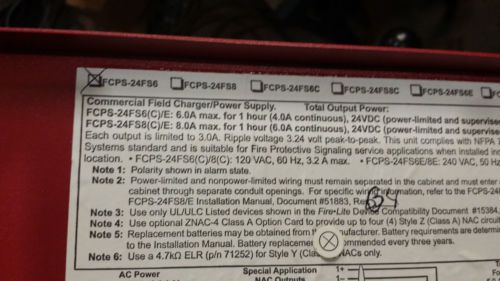 ☒FCPS-24FS6 ☐FCPS-24FS8 ☐FCPS-24FS6C ☐FCPS-24FS8C ☐FCPS-24FS6E
Commercial Field Charger/Power Supply. Total Output Power:
FCPS-24FS6(C)/E: 6.0A max. for 1 hour (4.0A continuous), 24VDC (power-limited and supervise
FCPS-24FS8(C)/E: 8.0A max. for 1 hour (6.0A continuous), 24VDC (power-limited and supervise
Each output is limited to 3.0A. Ripple voltage 3.24 volt peak-to-peak. This unit complies with NFPA
Systems standard and is suitable for Fire Protective Signaling service when installed in
location. • FCPS-24FS6(C)/8(C): 120 VAC, 60 Hz, 3.2 A max. • FCPS-24FS6E/8E: 240 VAC, 50 Hz
Note 1: Polarity shown in alarm state.
Note 2: Power-limited and nonpower-limited wiring must remain separated in the cabinet and must enter
cabinet through separate conduit openings. For specific wiring information, refer to the FCPS-24
FCPS-24FS8/E Installation Manual, Document #51883, Re
Note 3: Use only UL/ULC Listed devices shown in the Fire•Lite Device Compatibility Document #15384.
Note 4: Use optional ZNAC-4 Class A Option Card to provide up to four (4) Style Z (Class A) NAC circuit
Note 5: Replacement batteries may be obtained from ufacturer. Battery requirements are determi
to the Installation Manual. Battery replaceme ommended every three years.
Note 6: Use a 4.7kΩ ELR (p/n 71252) for Style Y (Clas ACs only.
AC Power Special Application 1+
NAC Outputs 1–